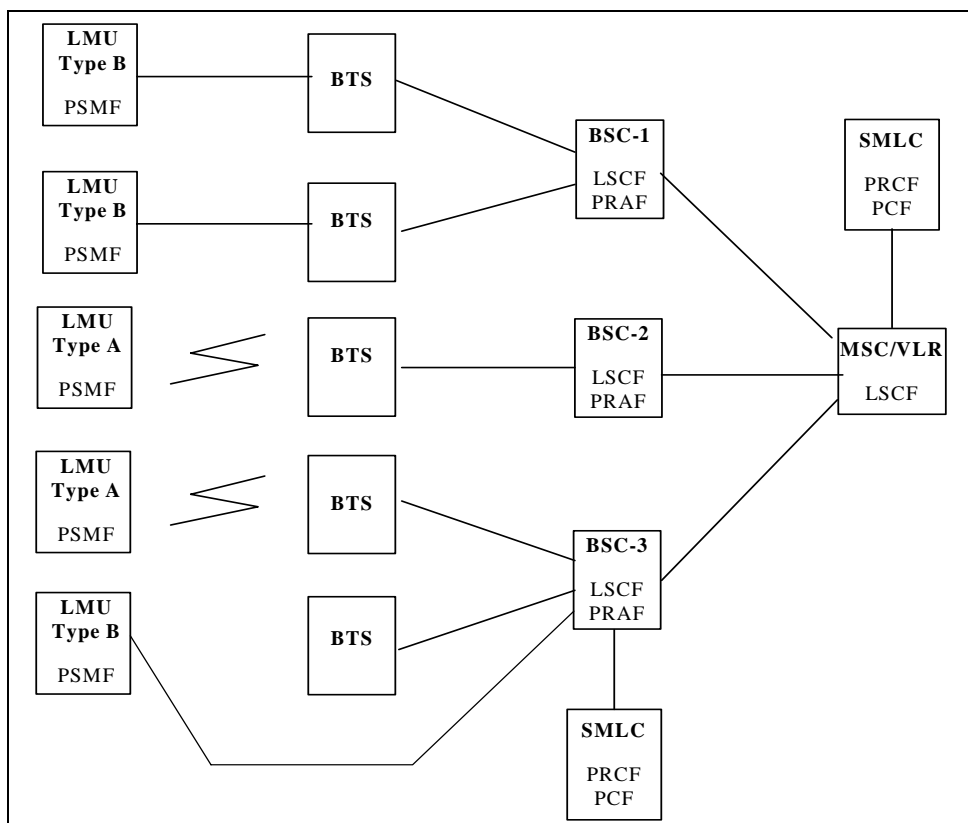 LMU
Type B
PSMF
BTS
BSC-1
LSCF
PRAF
SMLC
PRCF
PCF
LMU
Type B
PSMF
BTS
LMU
Type A
PSMF
BTS
BSC-2
LSCF
PRAF
MSC/VLR
LSCF
LMU
Type A
PSMF
BTS
BSC-3
LSCF
PRAF
LMU
Type B
PSMF
BTS
SMLC
PRCF
PCF